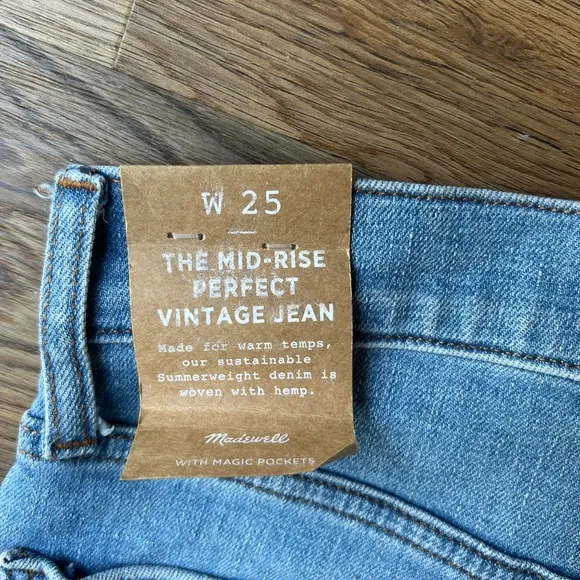 W 25
THE MID-RISE
PERFECT
VINTAGE JEAN
Made for warm temps,
our sustainable
Summerweight denim is
woven with hemp.
Madewell
WITH MAGIC POCKETS